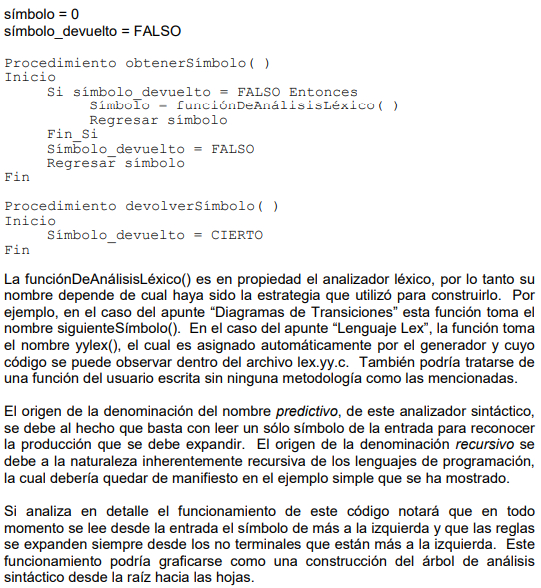 símbolo = 0
símbolo_devuelto = FALSO
Procedimiento obtenerSímbolo( )
Inicio
Si símbolo_devuelto = FALSO Entonces
Símbolo = funciónDeAnálisisLéxico( )
Regresar símbolo
Fin_Si
Símbolo_devuelto = FALSO
Regresar símbolo
Fin
Procedimiento devolverSímbolo( )
Inicio
Símbolo_devuelto = CIERTO
Fin
La funciónDeAnálisisLéxico() es en propiedad el analizador léxico, por lo tanto su
nombre depende de cual haya sido la estrategia que utilizó para construirlo. Por
ejemplo, en el caso del apunte “Diagramas de Transiciones” esta función toma el
nombre siguienteSímbolo(). En el caso del apunte “Lenguaje Lex”, la función toma
el nombre yylex(), el cual es asignado automáticamente por el generador y cuyo
código se puede observar dentro del archivo lex.yy.c. También podría tratarse de
una función del usuario escrita sin ninguna metodología como las mencionadas.
El origen de la denominación del nombre predictivo, de este analizador sintáctico,
se debe al hecho que basta con leer un sólo símbolo de la entrada para reconocer
la producción que se debe expandir. El origen de la denominación recursivo se
debe a la naturaleza inherentemente recursiva de los lenguajes de programación,
la cual debería quedar de manifiesto en el ejemplo simple que se ha mostrado.
Si analiza en detalle el funcionamiento de este código notará que en todo
momento se lee desde la entrada el símbolo de más a la izquierda y que las reglas
se expanden siempre desde los no terminales que están más a la izquierda. Este
funcionamiento podría graficarse como una construcción del árbol de análisis
sintáctico desde la raíz hacia las hojas.